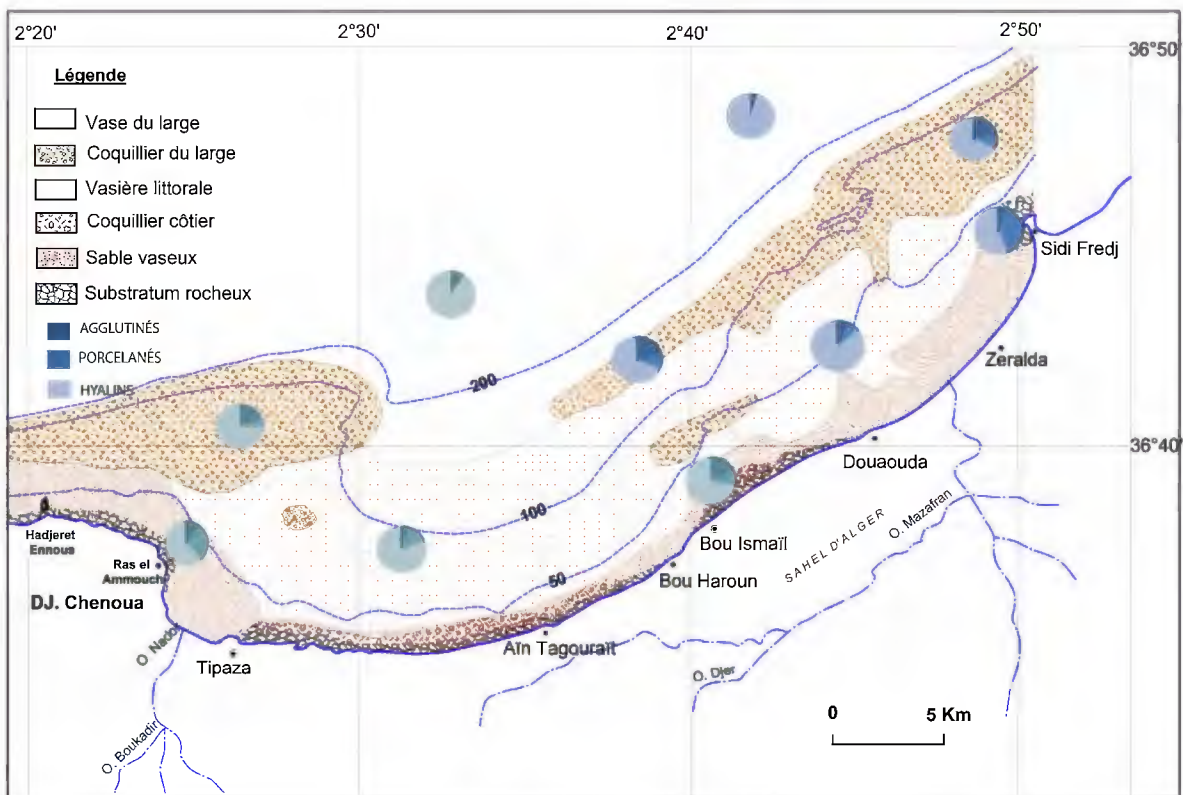 2°20'
2°30'
2°40'
2°50'
36°50'
Légende
Vase du large
Coquillier du large
Vasière littorale
Coquillier côtier
Sable vaseux
Substratum rocheux
AGGLUTINÉS
PORCELANÉS
HYALINS
Sidi Fredj
Zeralda
200
36°40'
Douaouda
100
Hadjeret
Ennous
Bou Ismaïl
SAHEL D'ALGER
O. Mazafran
Ras el
Ammouch
50
Bou Haroun
DJ. Chenoua
O. Nador
Tipaza
Aïn Tagouraït
O. Djer
O. Boukadir
0
5 Km